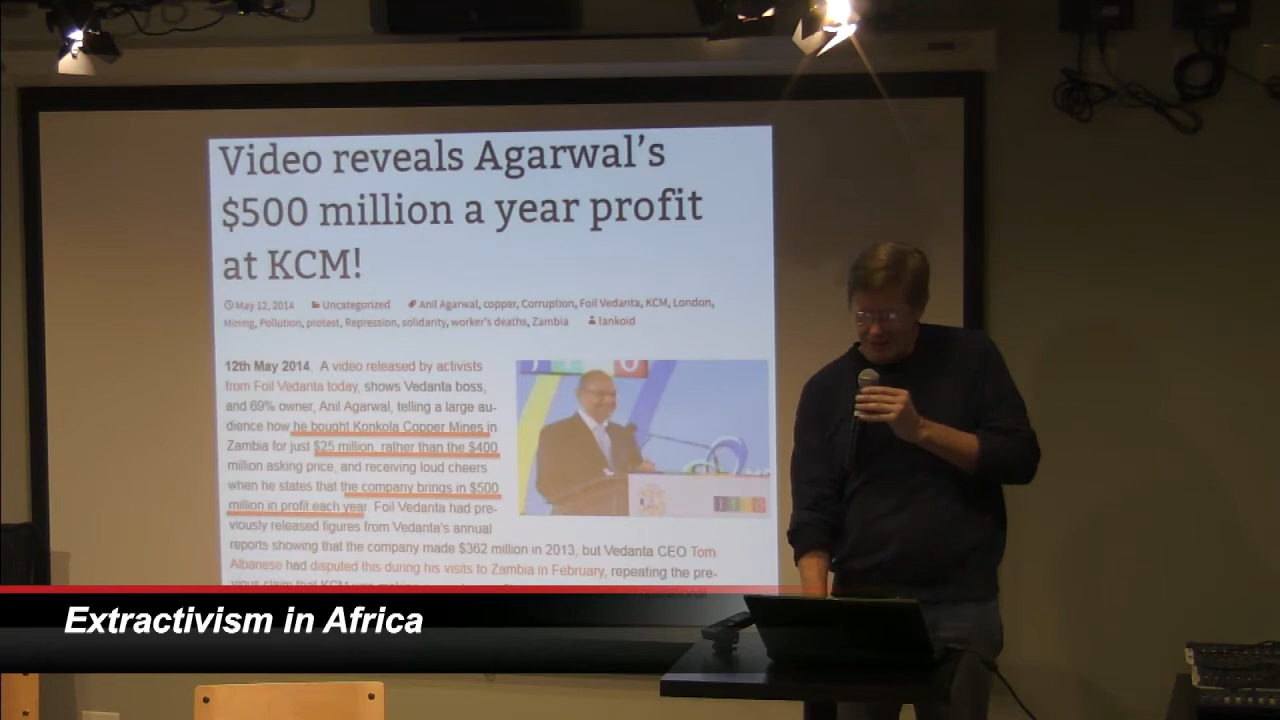 Video reveals Agarwal's
$500 million a year profit
at KCM!
May 12, 2014 Uncategorized Anil Agarwal, copper, Corruption, Foil Vedanta, KCM, London,
Mining, Pollution, protest, Repression, solidarity, worker's deaths, Zambia lankoid
12th May 2014 A video released by activists
from Foil Vedanta today, shows Vedanta boss,
and 69% owner, Anil Agarwal, telling a large au-
dience how he bought Konkola Copper Mines in
Zambia for just $25 million, rather than the $400
million asking price, and receiving loud cheers
when he states that the company brings in $500
million in profit each year. Foil Vedanta had pre-
viously released figures from Vedanta's annual
reports showing that the company made $362 million in 2013, but Vedanta CEO Tom
Albanese had disputed this during his visits to Zambia in February, repeating the pre-
vious claim that KCM was making
Extractivism in Africa